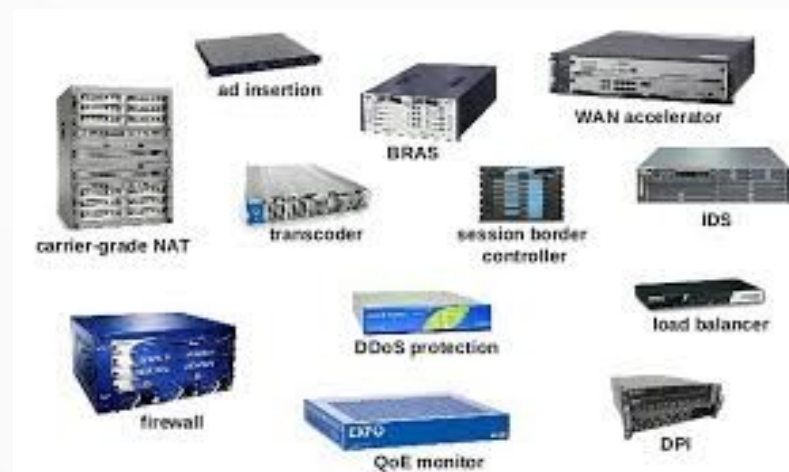 ad insertion
WAN accelerator
BRAS
carrier-grade NAT
transcoder
session border
controller
IDS
load balancer
DDoS protection
firewall
EXFO
QoE monitor
DPI